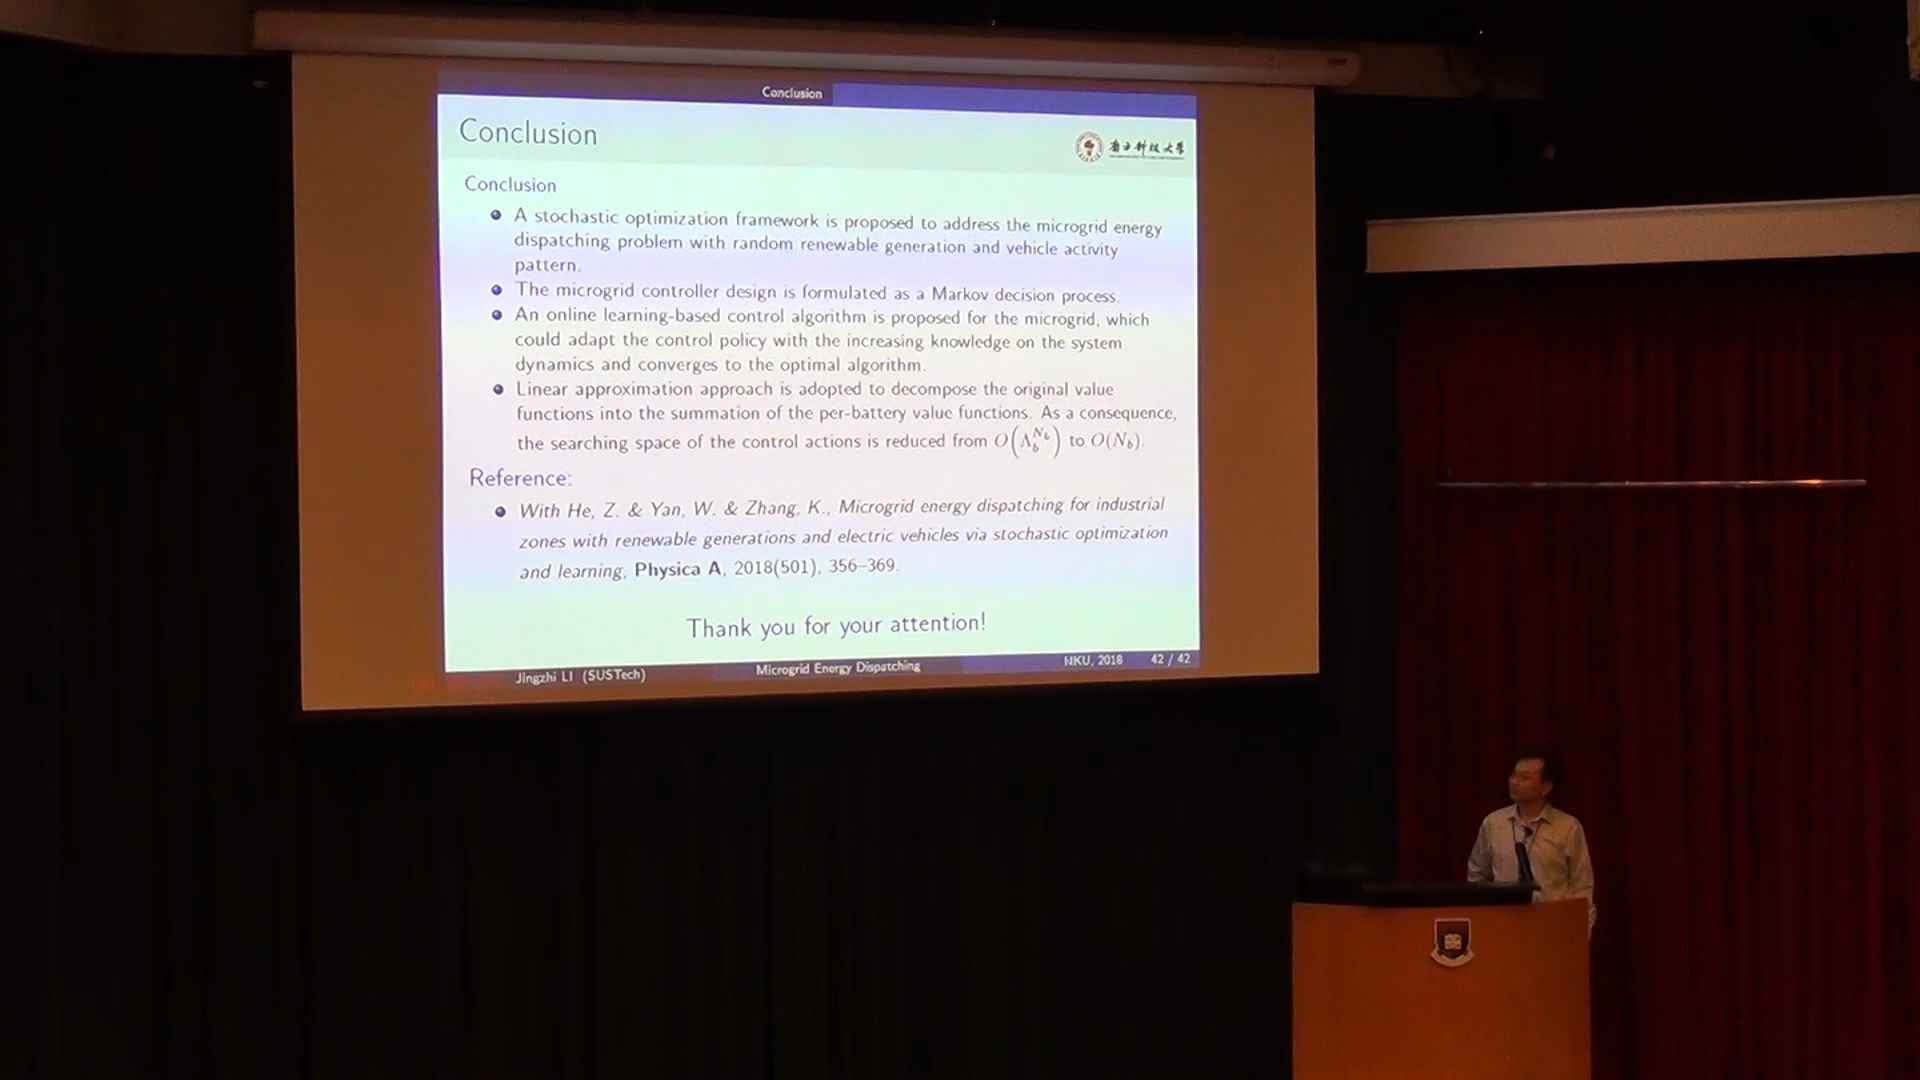 Conclusion
Conclusion
南方科技大學
Conclusion
A stochastic optimization framework is proposed to address the microgrid energy
dispatching problem with random renewable generation and vehicle activity
pattern.
The microgrid controller design is formulated as a Markov decision process.
An online learning-based control algorithm is proposed for the microgrid, which
could adapt the control policy with the increasing knowledge on the system
dynamics and converges to the optimal algorithm.
Linear approximation approach is adopted to decompose the original value
functions into the summation of the per-battery value functions. As a consequence,
the searching space of the control actions is reduced from O(Λ_b^{N_b}) to O(N_b).
Reference:
With He, Z. & Yan, W. & Zhang, K., Microgrid energy dispatching for industrial
zones with renewable generations and electric vehicles via stochastic optimization
and learning, Physica A, 2018(501), 356–369.
Thank you for your attention!
Jingzhi LI (SUSTech) Microgrid Energy Dispatching NKU, 2018 42 / 42